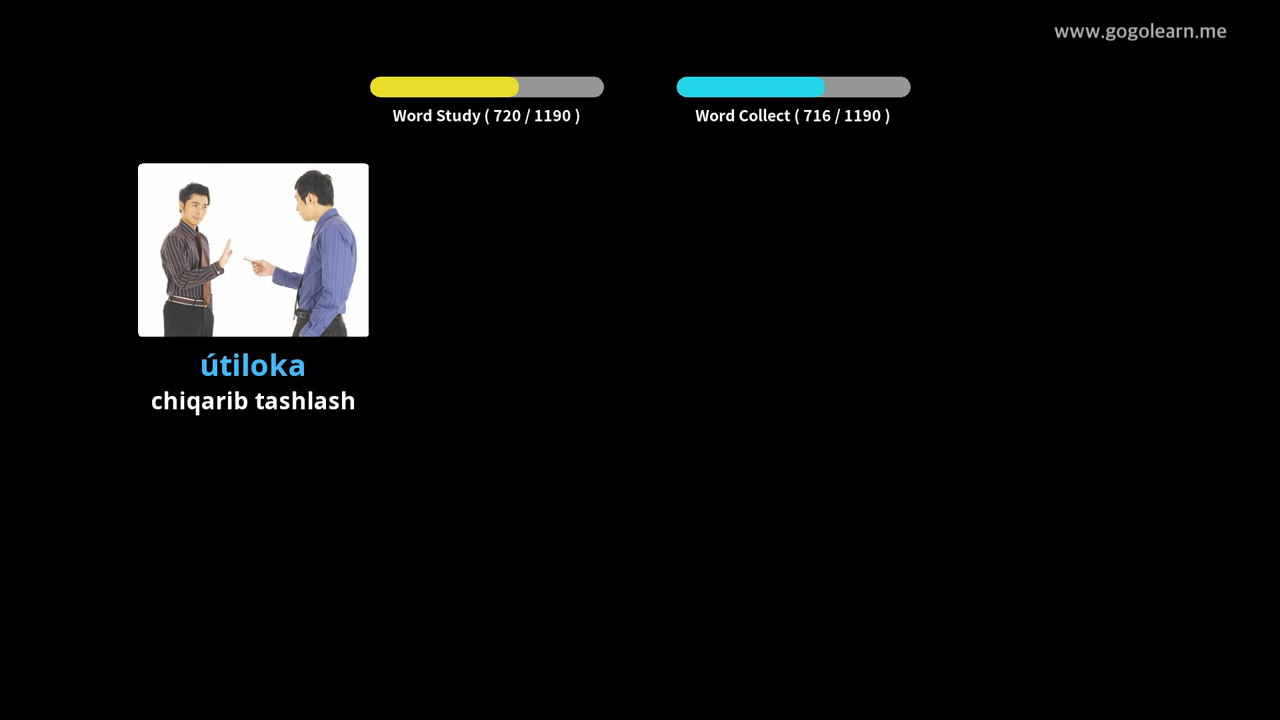 www.gogolearn.me
Word Study ( 720 / 1190 )
Word Collect ( 716 / 1190 )
útiloka
chiqarib tashlash